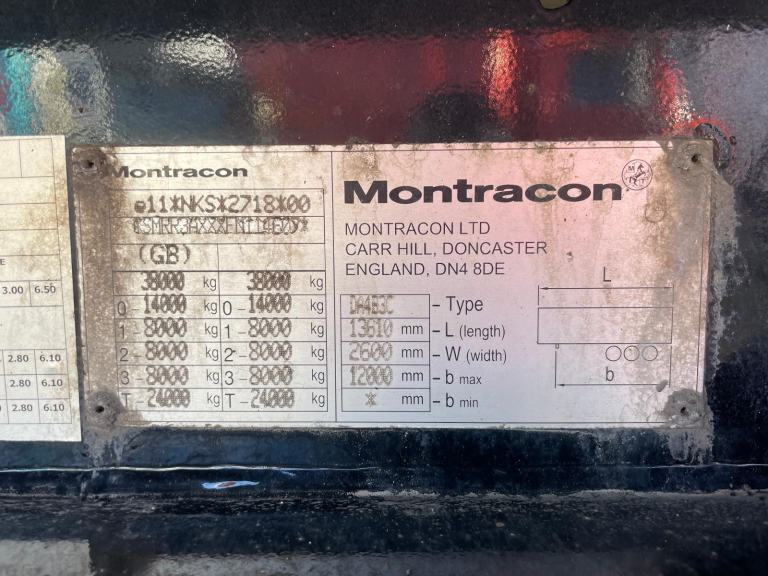 Montracon
e11*NKS*2718*00
(GB)
38000 kg 38000 kg
0-14000 kg 0-14000 kg
1-8000 kg 1-8000 kg
2-8000 kg 2-8000 kg
3-8000 kg 3-8000 kg
T-24000 kg T-24000 kg
Montracon
MONTRACON LTD
CARR HILL, DONCASTER
ENGLAND, DN4 8DE
DA4B3C - Type
13610 mm - L (length)
2600 mm - W (width)
12000 mm - b max
* mm - b min
L
b
E
3.00 6.50
2.80 6.10
2.80 6.10
0 2.80 6.10